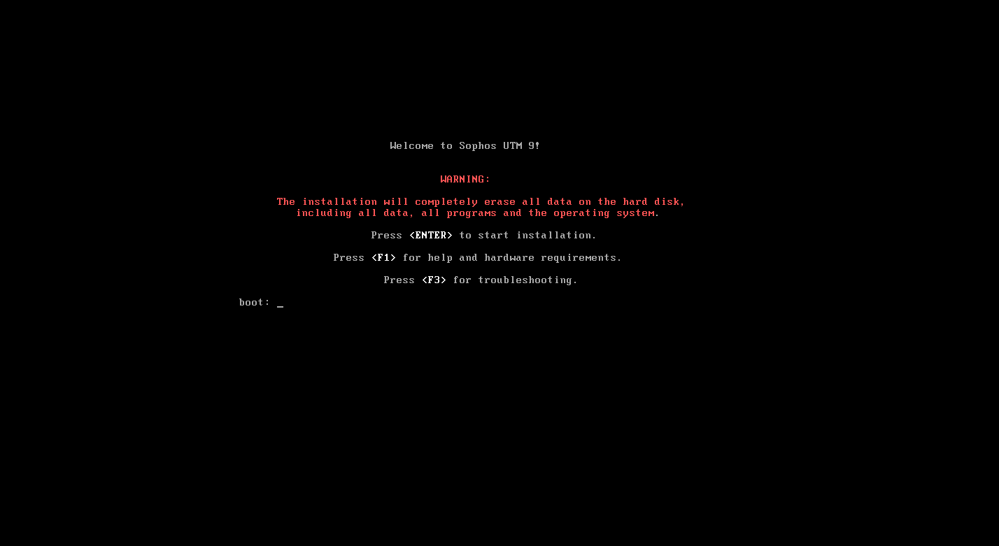 Welcome to Sophos UTM 9!
WARNING:
The installation will completely erase all data on the hard disk,
including all data, all programs and the operating system.
Press <ENTER> to start installation.
Press <F1> for help and hardware requirements.
Press <F3> for troubleshooting.
boot: _